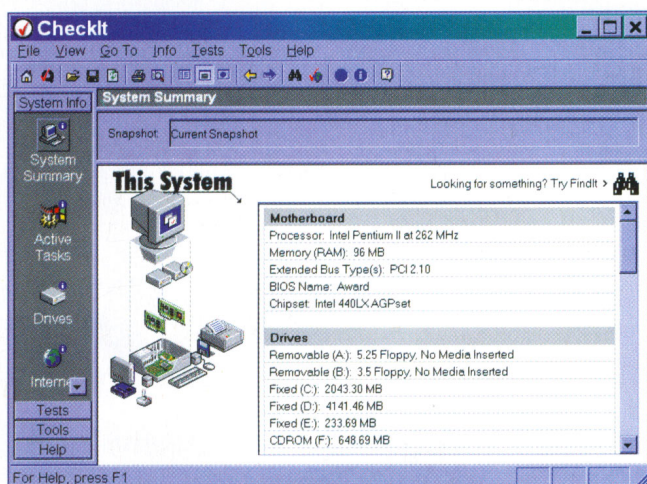 CheckIt
File View Go To Info Tests Tools Help
System Info
System Summary
Snapshot: Current Snapshot
System
Summary
Active
Tasks
Drives
Interne
Tests
Tools
Help
This System
Looking for something? Try FindIt >
Motherboard
Processor: Intel Pentium II at 262 MHz
Memory (RAM): 96 MB
Extended Bus Type(s): PCI 2.10
BIOS Name: Award
Chipset: Intel 440LX AGPset
Drives
Removable (A:): 5.25 Floppy, No Media Inserted
Removable (B:): 3.5 Floppy, No Media Inserted
Fixed (C:): 2043.30 MB
Fixed (D:): 4141.46 MB
Fixed (E:): 233.69 MB
CDROM (F:): 648.69 MB
For Help, press F1